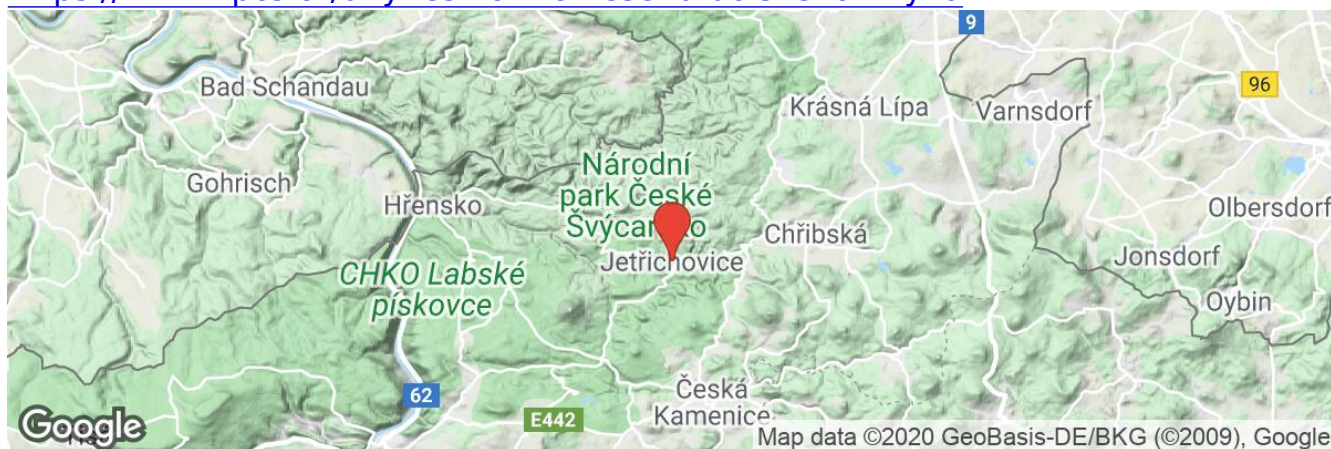 9
96
Bad Schandau
Krásná Lípa
Varnsdorf
Národní
park České
Gohrisch
Hřensko
Olbersdorf
Chřibská
Jetřichovice
Jonsdorf
CHKO Labské
pískovce
Oybin
62
Česká
Kamenice
E442
Google
Map data ©2020 GeoBasis-DE/BKG (©2009), Google